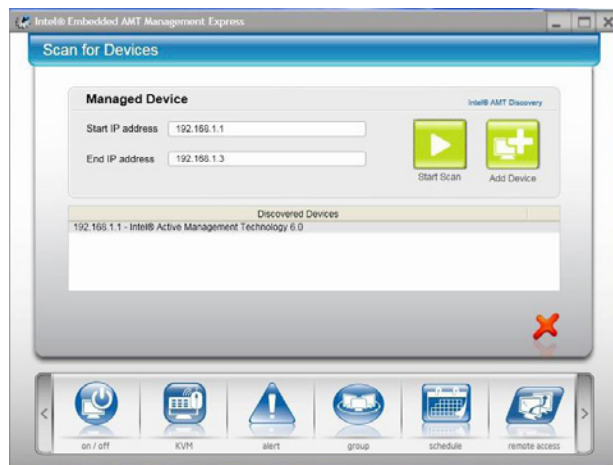 Intel® Embedded AMT Management Express
Scan for Devices
Managed Device
Intel® AMT Discovery
Start IP address 192.168.1.1
End IP address 192.168.1.3
Start Scan Add Device
Discovered Devices
192.168.1.1 - Intel® Active Management Technology 6.0
on / off KVM alert group schedule remote access